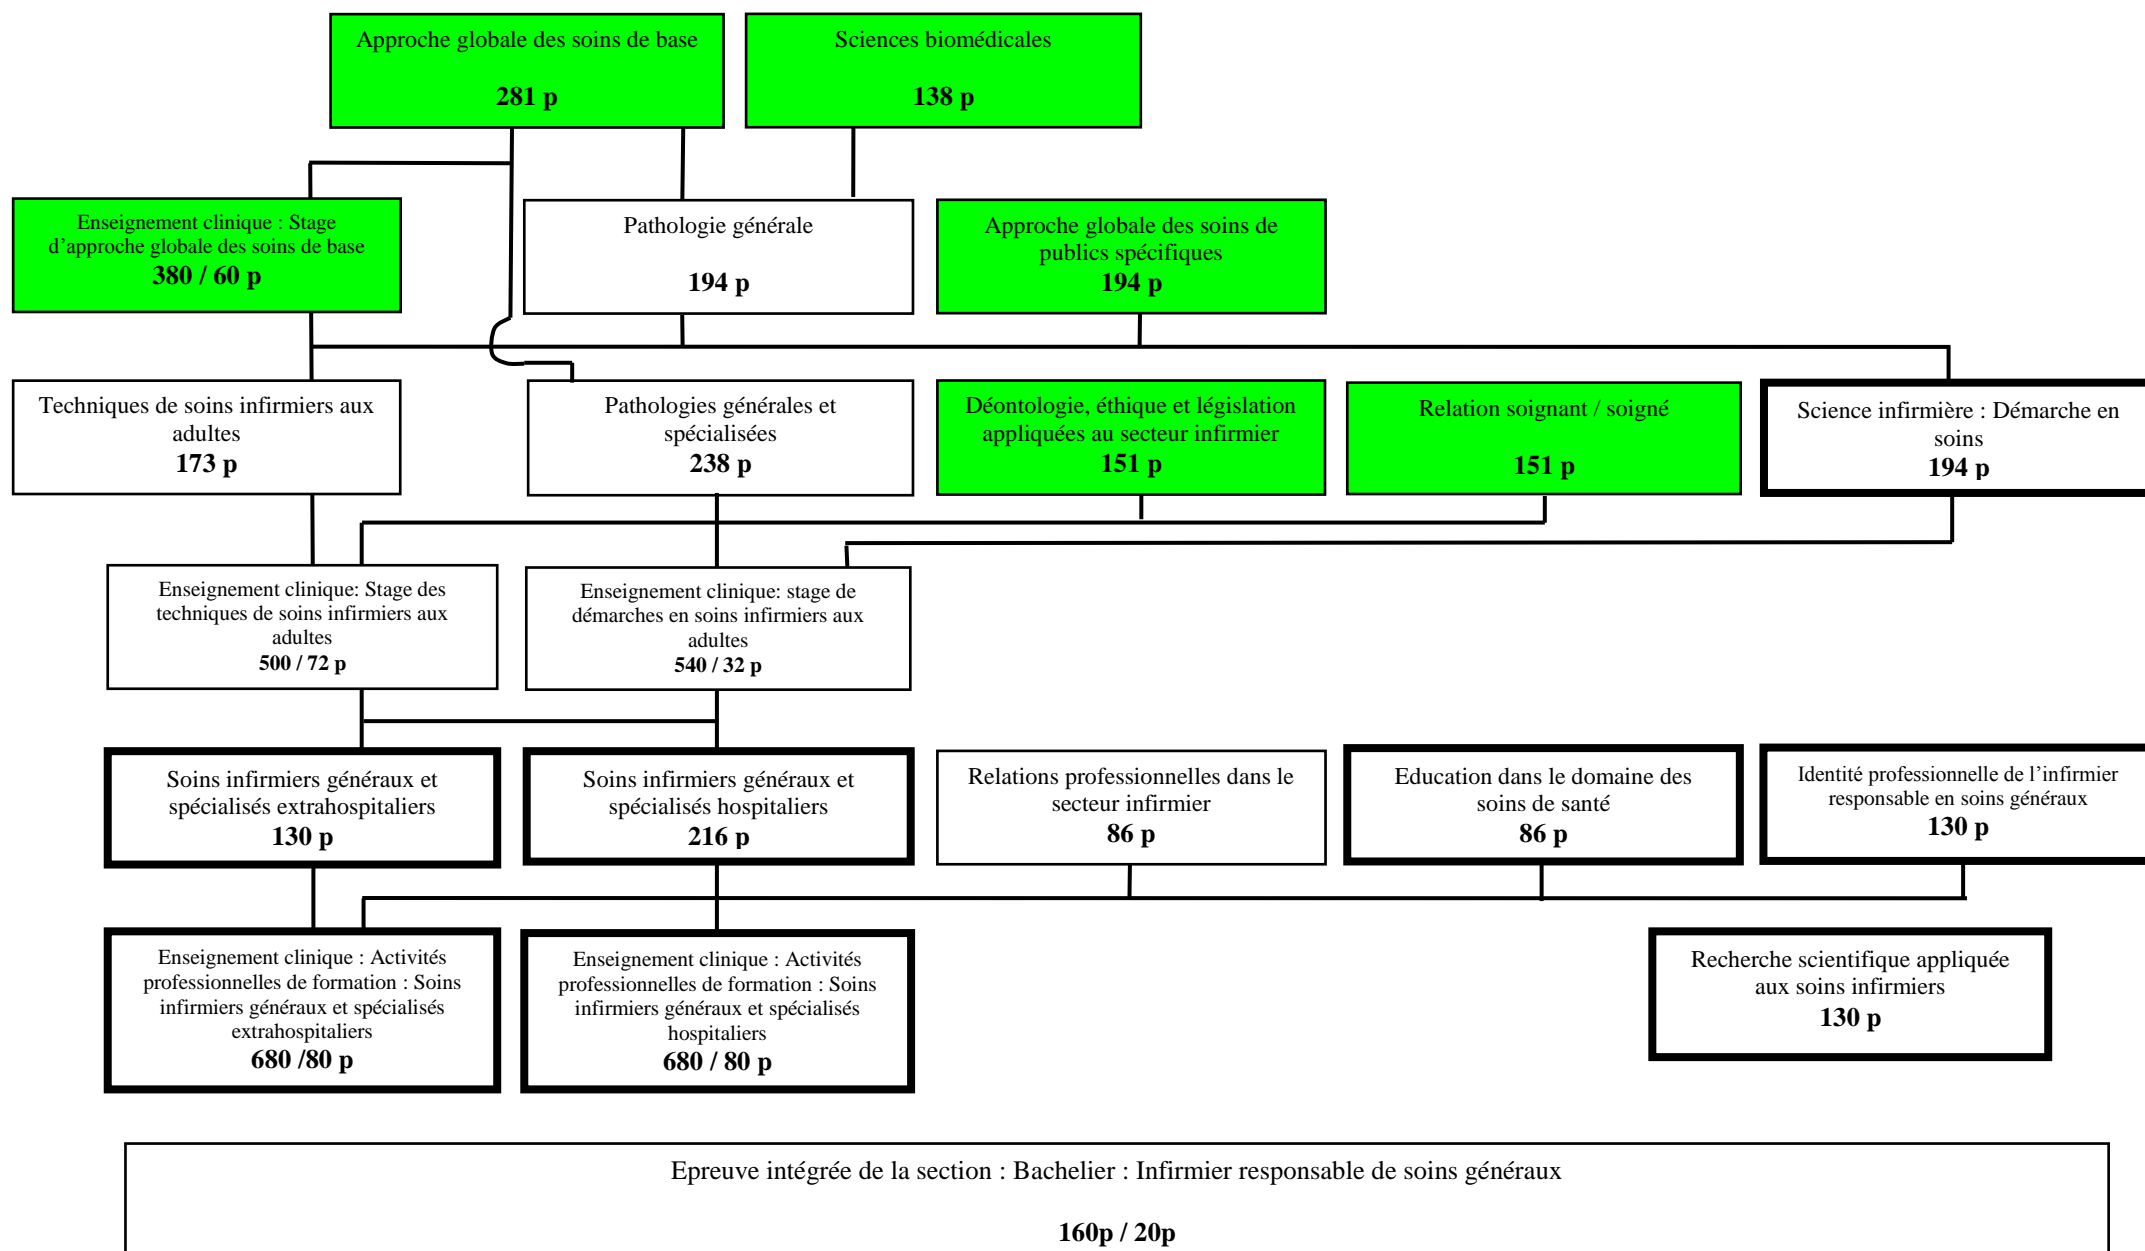 Approche globale des soins de base
281 p
Sciences biomédicales
138 p
Enseignement clinique : Stage
d'approche globale des soins de base
380 / 60 p
Pathologie générale
194 p
Approche globale des soins de
publics spécifiques
194 p
Techniques de soins infirmiers aux
adultes
173 p
Pathologies générales et
spécialisées
238 p
Déontologie, éthique et législation
appliquées au secteur infirmier
151 p
Relation soignant / soigné
151 p
Science infirmière : Démarche en
soins
194 p
Enseignement clinique: Stage des
techniques de soins infirmiers aux
adultes
500 / 72 p
Enseignement clinique: stage de
démarches en soins infirmiers aux
adultes
540 / 32 p
Soins infirmiers généraux et
spécialisés extrahospitaliers
130 p
Soins infirmiers généraux et
spécialisés hospitaliers
216 p
Relations professionnelles dans le
secteur infirmier
86 p
Education dans le domaine des
soins de santé
86 p
Identité professionnelle de l'infirmier
responsable en soins généraux
130 p
Enseignement clinique : Activités
professionnelles de formation : Soins
infirmiers généraux et spécialisés
extrahospitaliers
680 /80 p
Enseignement clinique : Activités
professionnelles de formation : Soins
infirmiers généraux et spécialisés
hospitaliers
680 / 80 p
Recherche scientifique appliquée
aux soins infirmiers
130 p
Epreuve intégrée de la section : Bachelier : Infirmier responsable de soins généraux
160p / 20p